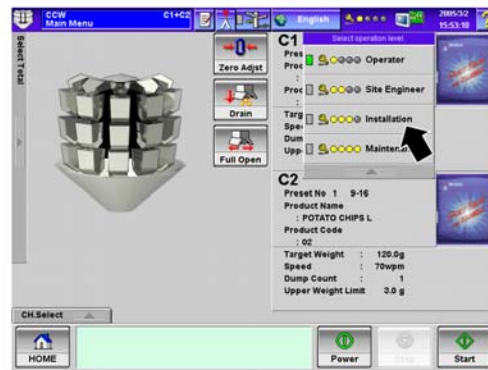 CCW
Main Menu
C1+C2
English
2005/3/2
15:53:10
Select Total
Zero Adjst
Drain
Full Open
C1
Select operation level.
Operator
Site Engineer
Installation
C2
Preset No 1 9-16
Product Name
: POTATO CHIPS L
Product Code
: 02
Target Weight : 120.0g
Speed : 70wpm
Dump Count : 1
Upper Weight Limit 3.0 g
CH.Select
HOME
Power
Start